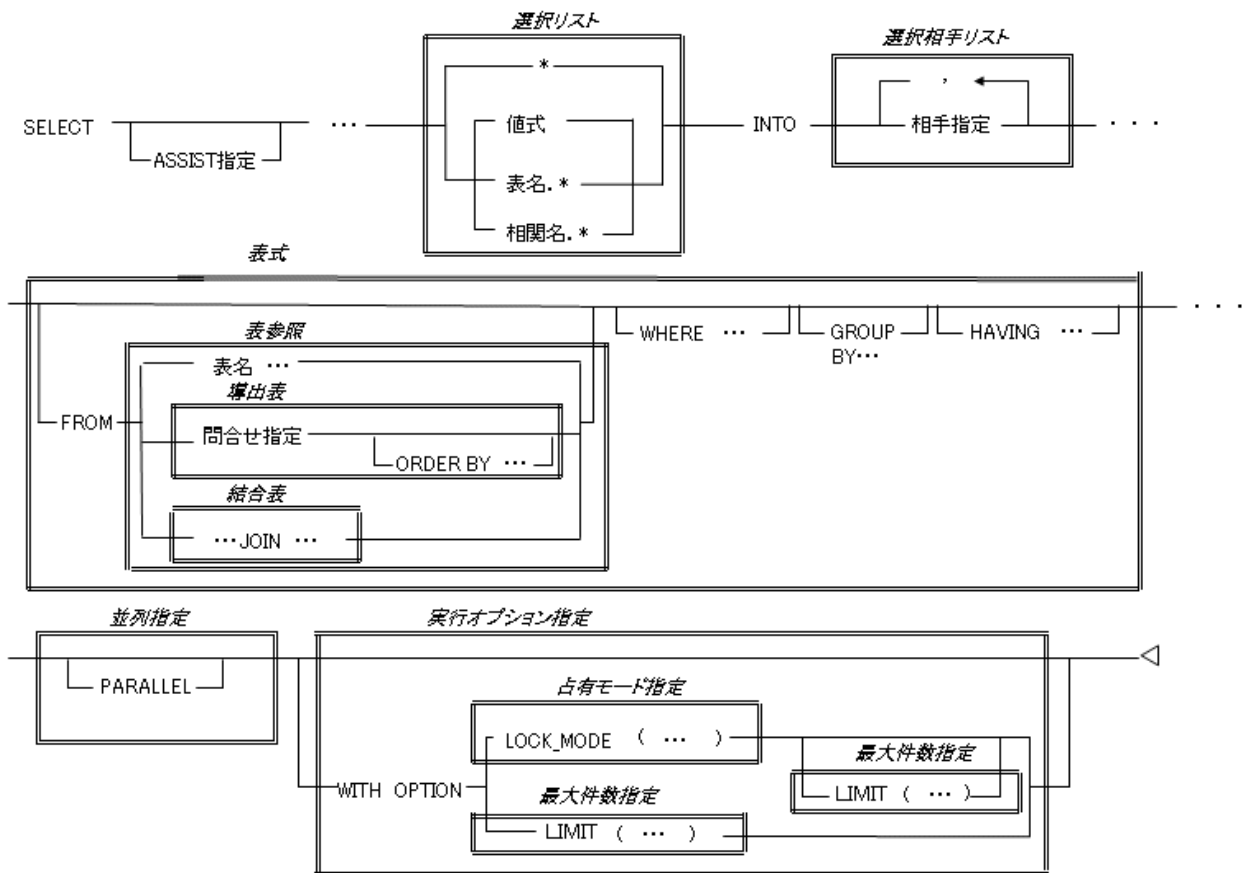 選択リスト
選択相手リスト
*
,
SELECT
ASSIST指定
…
値式
INTO
相手指定
・・・
表名.*
相関名.*
表式
表参照
WHERE …
GROUP
BY…
HAVING …
・・・
表名 …
導出表
FROM
問合せ指定
ORDER BY …
結合表
…JOIN …
並列指定
実行オプション指定
PARALLEL
占有モード指定
LOCK_MODE ( … )
最大件数指定
WITH OPTION
最大件数指定
LIMIT ( … )
LIMIT ( … )